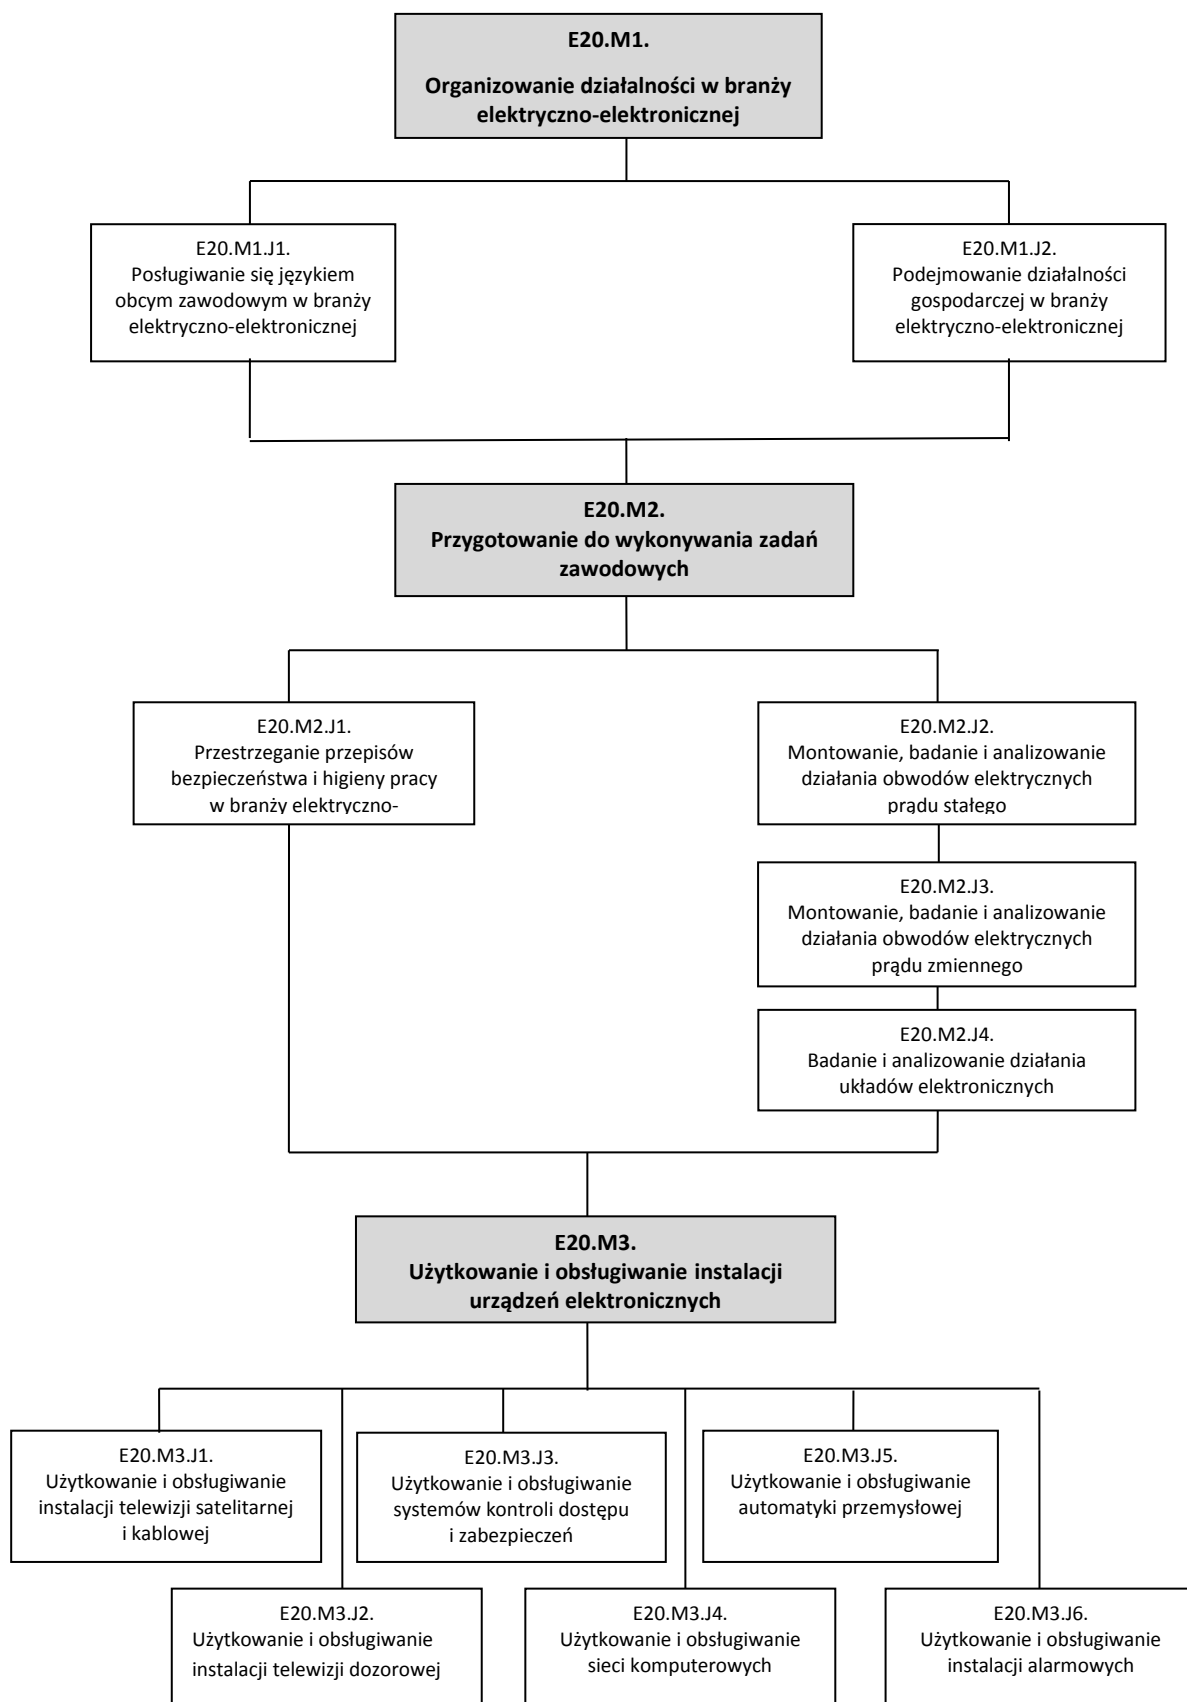 E20.M1.
Organizowanie działalności w branży
elektryczno-elektronicznej
E20.M1.J1.
Posługiwanie się językiem
obcym zawodowym w branży
elektryczno-elektronicznej
E20.M1.J2.
Podejmowanie działalności
gospodarczej w branży
elektryczno-elektronicznej
E20.M2.
Przygotowanie do wykonywania zadań
zawodowych
E20.M2.J1.
Przestrzeganie przepisów
bezpieczeństwa i higieny pracy
w branży elektryczno-
E20.M2.J2.
Montowanie, badanie i analizowanie
działania obwodów elektrycznych
prądu stałego
E20.M2.J3.
Montowanie, badanie i analizowanie
działania obwodów elektrycznych
prądu zmiennego
E20.M2.J4.
Badanie i analizowanie działania
układów elektronicznych
E20.M3.
Użytkowanie i obsługiwanie instalacji
urządzeń elektronicznych
E20.M3.J1.
Użytkowanie i obsługiwanie
instalacji telewizji satelitarnej
i kablowej
E20.M3.J3.
Użytkowanie i obsługiwanie
systemów kontroli dostępu
i zabezpieczeń
E20.M3.J5.
Użytkowanie i obsługiwanie
automatyki przemysłowej
E20.M3.J2.
Użytkowanie i obsługiwanie
instalacji telewizji dozorowej
E20.M3.J4.
Użytkowanie i obsługiwanie
sieci komputerowych
E20.M3.J6.
Użytkowanie i obsługiwanie
instalacji alarmowych